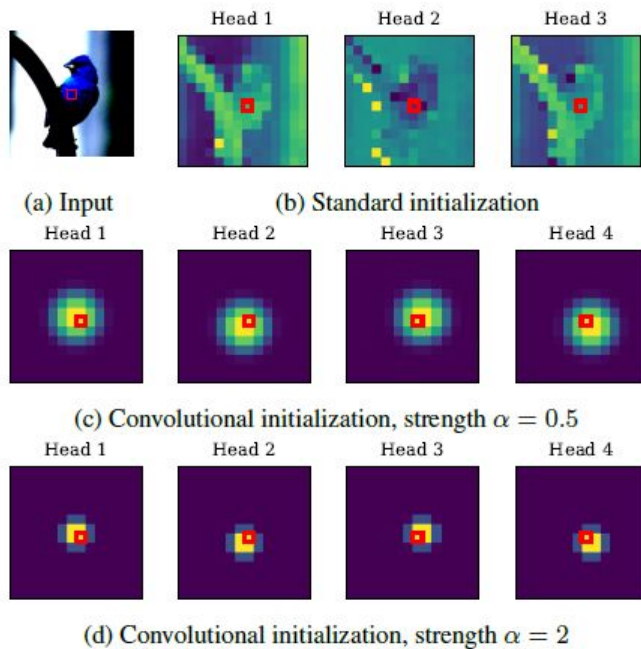 Head 1 Head 2 Head 3
(a) Input (b) Standard initialization
Head 1 Head 2 Head 3 Head 4
(c) Convolutional initialization, strength α = 0.5
Head 1 Head 2 Head 3 Head 4
(d) Convolutional initialization, strength α = 2